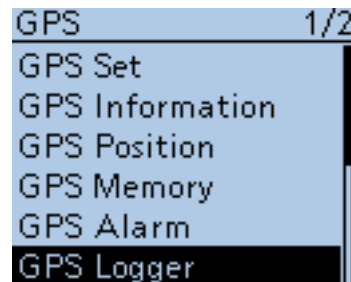 GPS 1/2
GPS Set
GPS Information
GPS Position
GPS Memory
GPS Alarm
GPS Logger